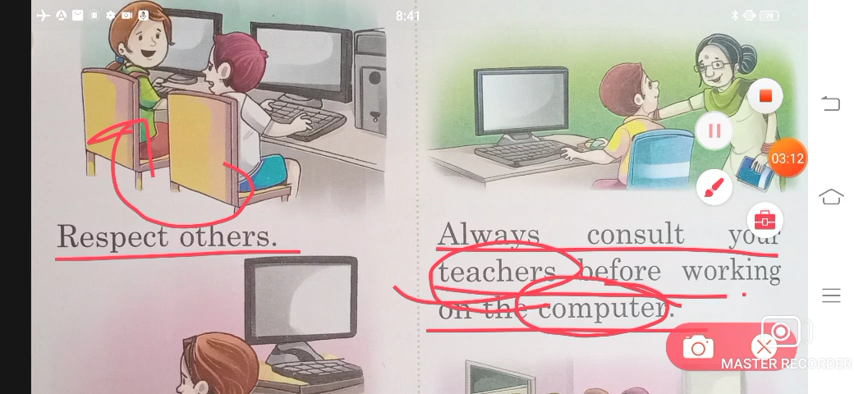 8:41
03:12
Respect others.
Always consult your
teachers before working
on the computer.
MASTER RECORDER